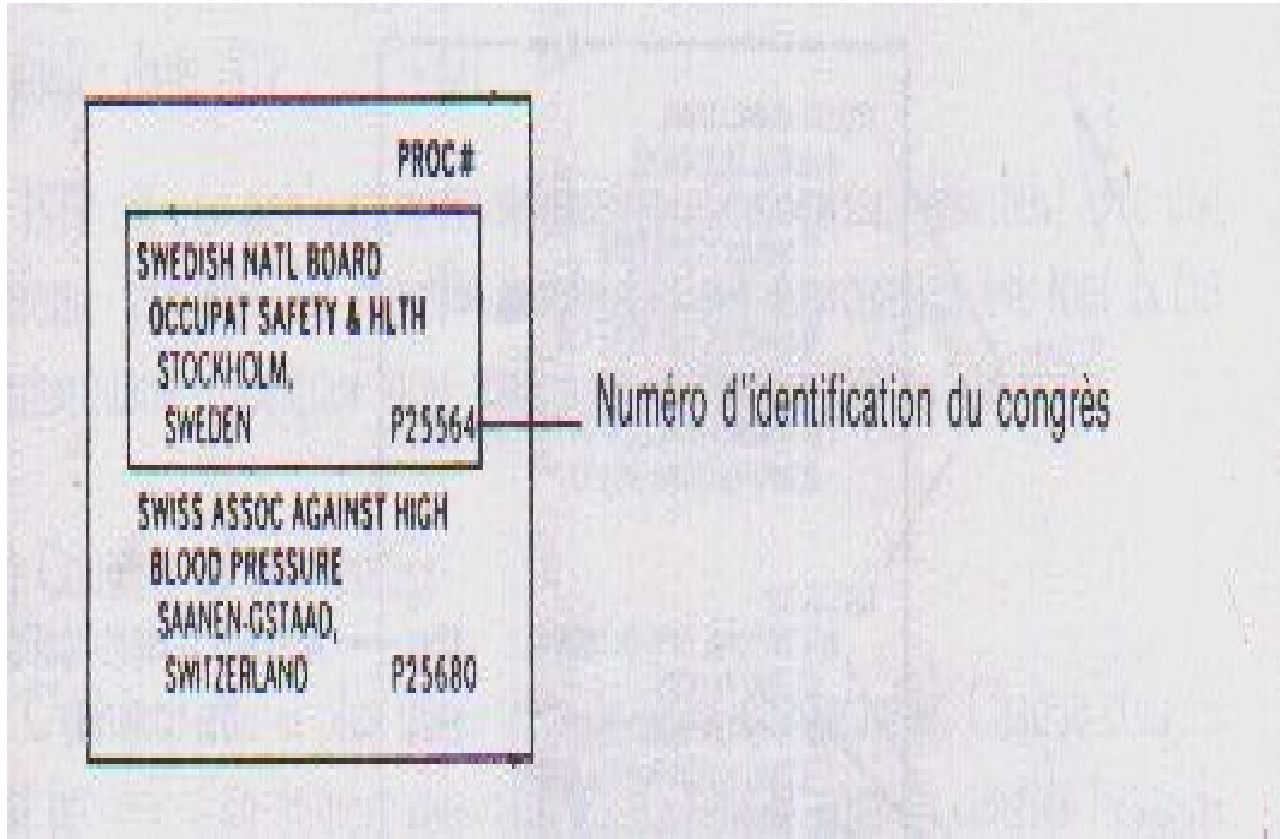 PROC #
SWEDISH NATL BOARD
OCCUPAT SAFETY & HLTH
STOCKHOLM,
SWEDEN P25564
Numéro d'identification du congrès
SWISS ASSOC AGAINST HIGH
BLOOD PRESSURE
SAANEN-GSTAAD,
SWITZERLAND P25680